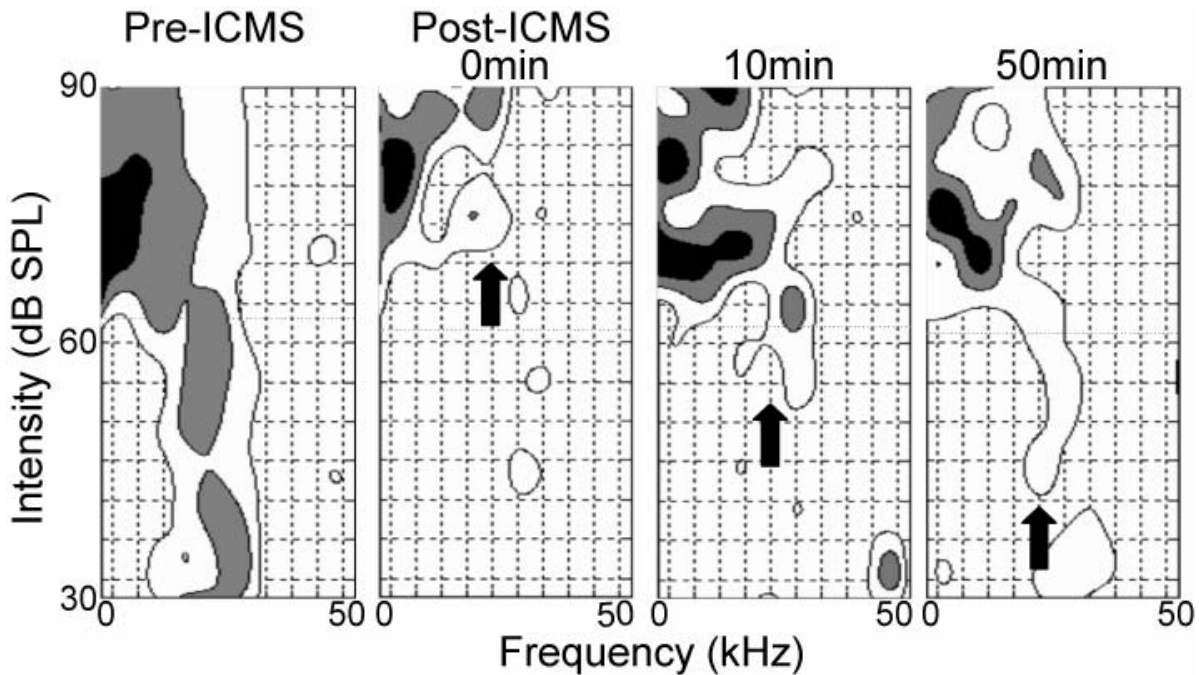 Pre-ICMS Post-ICMS
0min 10min 50min
90
60
30
Intensity (dB SPL)
0 50 0 50 0 50 0 50
Frequency (kHz)